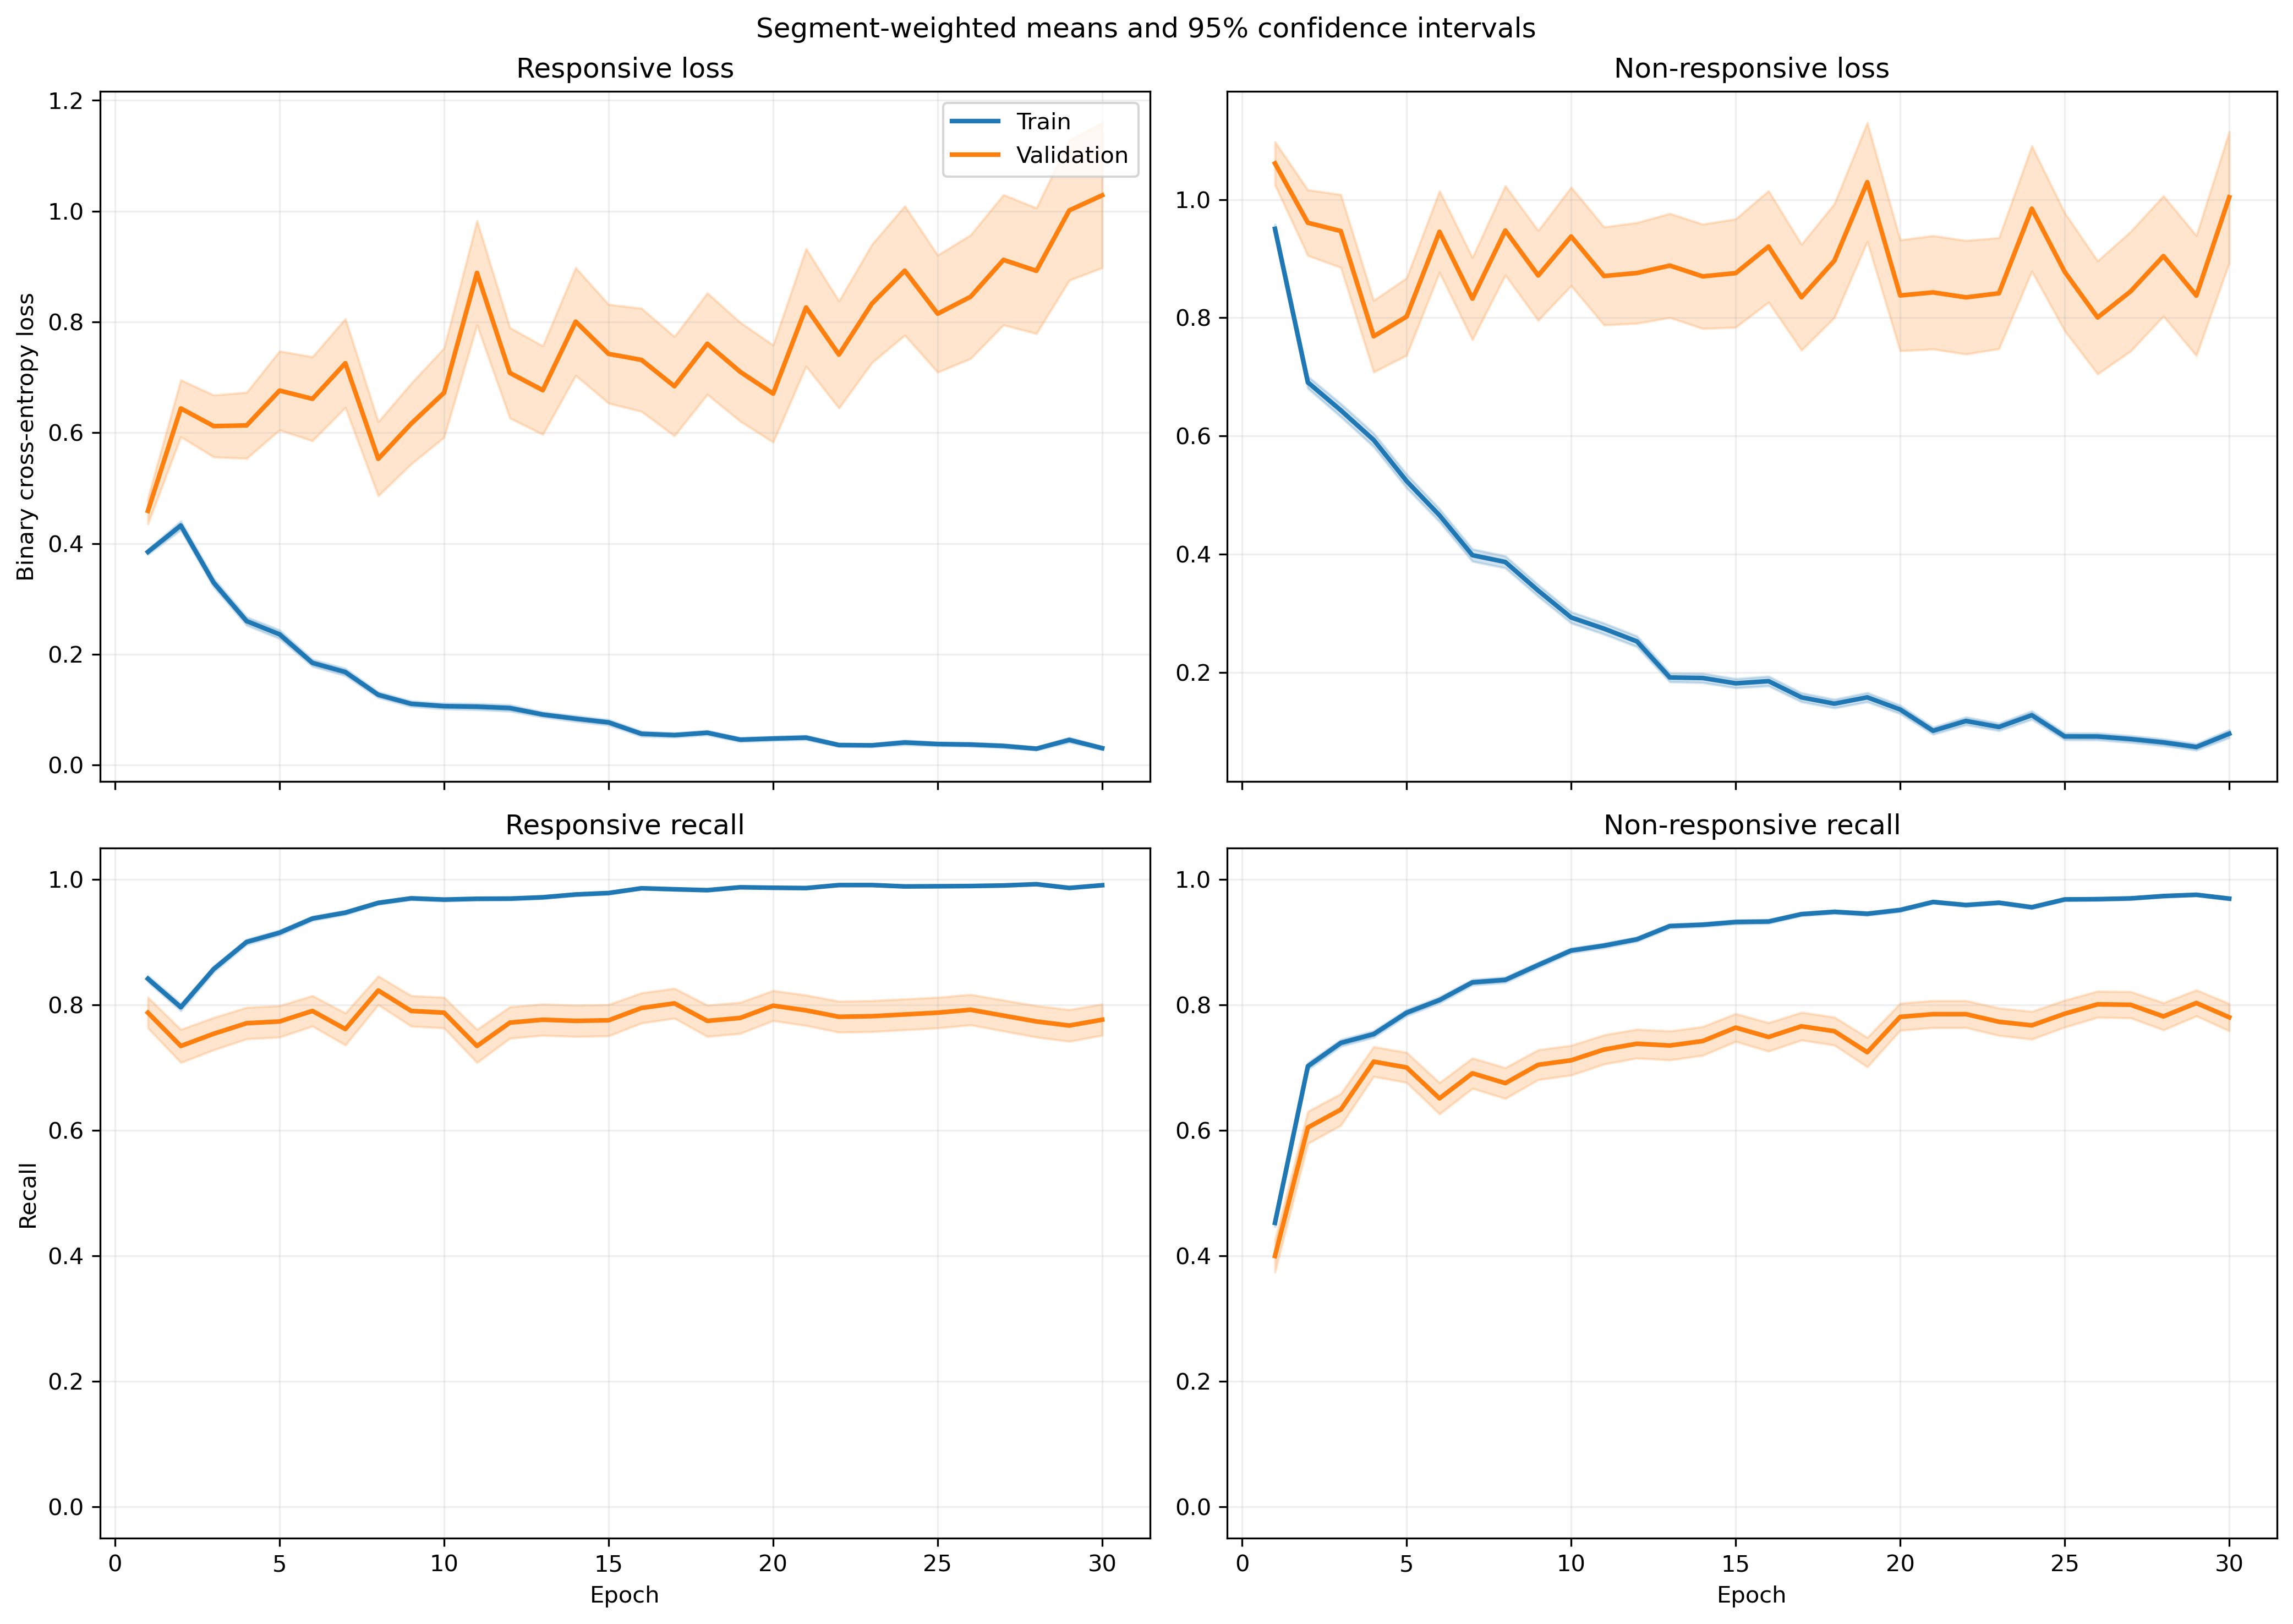 Segment-weighted means and 95% confidence intervals
Responsive loss
Non-responsive loss
Train
Validation
Binary cross-entropy loss
1.2
1.0
0.8
0.6
0.4
0.2
0.0
1.0
0.8
0.6
0.4
0.2
Responsive recall
Non-responsive recall
Recall
1.0
0.8
0.6
0.4
0.2
0.0
0 5 10 15 20 25 30
Epoch
1.0
0.8
0.6
0.4
0.2
0.0
0 5 10 15 20 25 30
Epoch